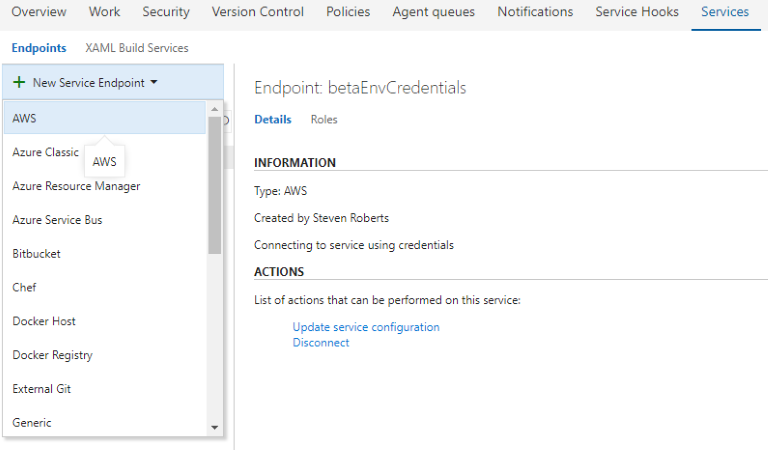 Overview Work Security Version Control Policies Agent queues Notifications Service Hooks Services
Endpoints XAML Build Services
+ New Service Endpoint
AWS
Azure Classic
AWS
Azure Resource Manager
Azure Service Bus
Bitbucket
Chef
Docker Host
Docker Registry
External Git
Generic
Endpoint: betaEnvCredentials
Details Roles
INFORMATION
Type: AWS
Created by Steven Roberts
Connecting to service using credentials
ACTIONS
List of actions that can be performed on this service:
Update service configuration
Disconnect